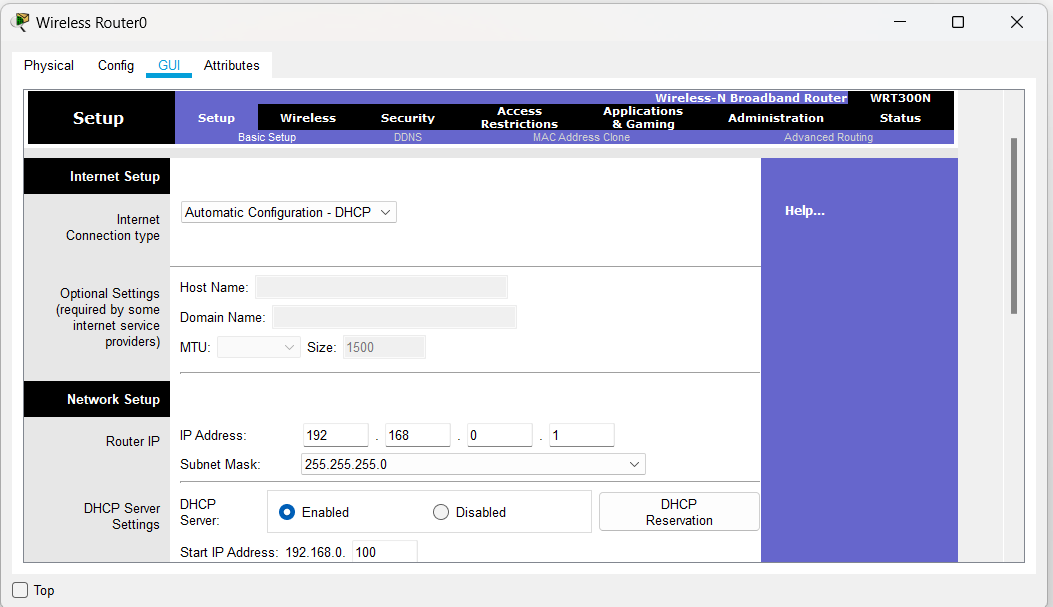 Wireless Router0
Physical Config GUI Attributes
Wireless-N Broadband Router WRT300N
Setup
Setup Wireless Security Access Restrictions Applications & Gaming Administration Status
Basic Setup DDNS MAC Address Clone Advanced Routing
Internet Setup
Internet Connection type
Automatic Configuration - DHCP
Help...
Optional Settings (required by some internet service providers)
Host Name:
Domain Name:
MTU: Size: 1500
Network Setup
Router IP
IP Address: 192 . 168 . 0 . 1
Subnet Mask: 255.255.255.0
DHCP Server Settings
DHCP Server: Enabled Disabled DHCP Reservation
Start IP Address: 192.168.0. 100
Top